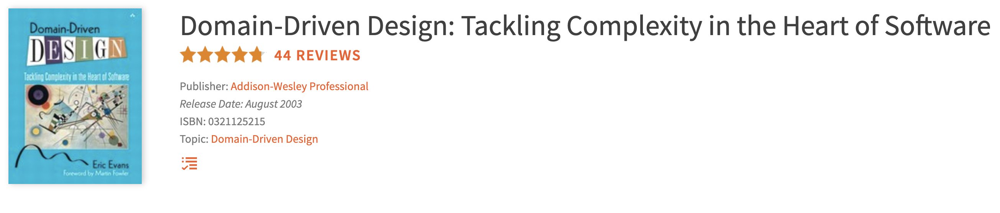 Domain-Driven
DESIGN
Tackling Complexity in the Heart of Software
Eric Evans
Foreword by Martin Fowler
Domain-Driven Design: Tackling Complexity in the Heart of Software
44 REVIEWS
Publisher: Addison-Wesley Professional
Release Date: August 2003
ISBN: 0321125215
Topic: Domain-Driven Design